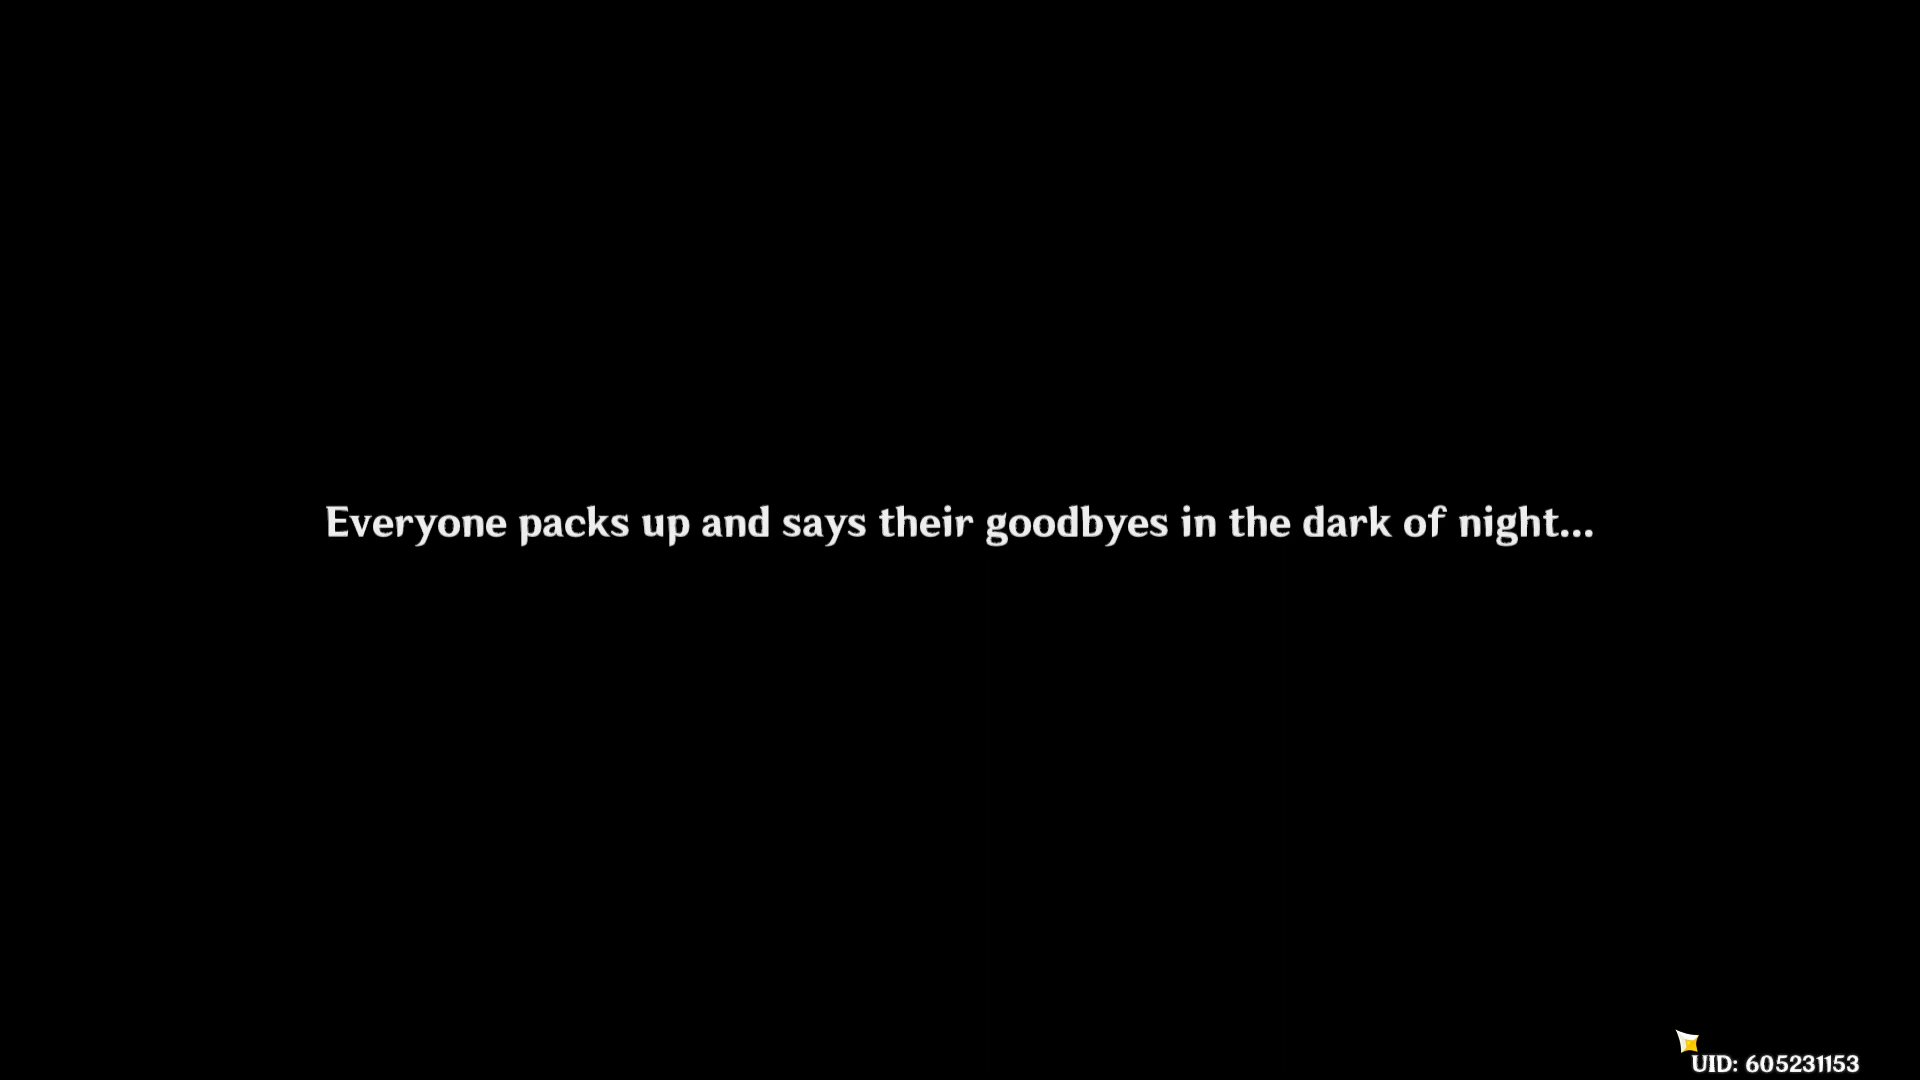 Everyone packs up and says their goodbyes in the dark of night...
UID: 605231153